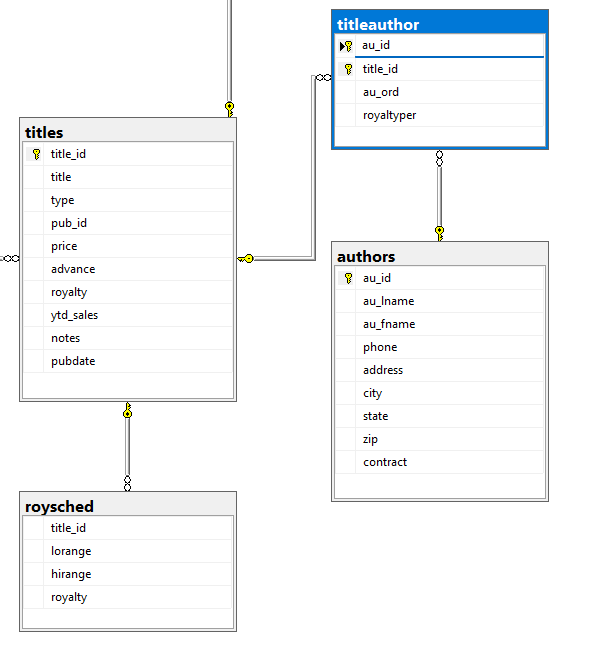 titleauthor
au_id
title_id
au_ord
royaltyper
titles
title_id
title
type
pub_id
price
advance
royalty
ytd_sales
notes
pubdate
authors
au_id
au_lname
au_fname
phone
address
city
state
zip
contract
roysched
title_id
lorange
hirange
royalty